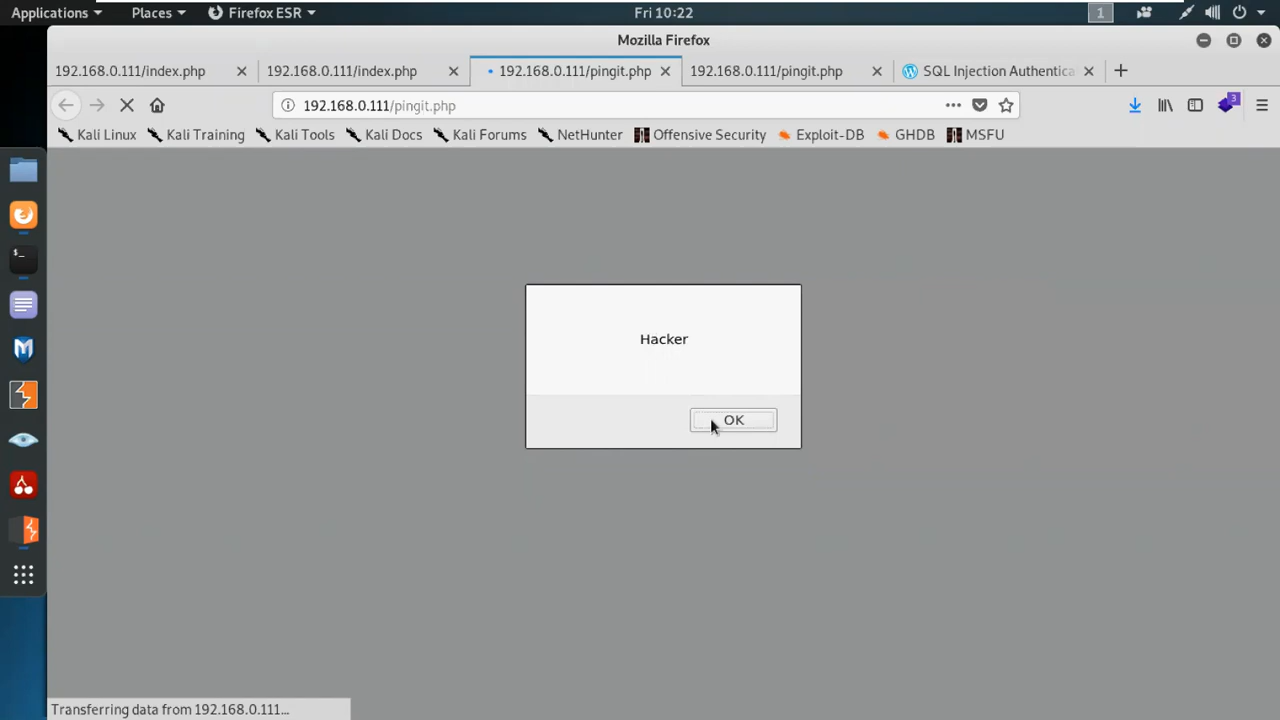 Applications Places Firefox ESR Fri 10:22 1
Mozilla Firefox
192.168.0.111/index.php 192.168.0.111/index.php 192.168.0.111/pingit.php 192.168.0.111/pingit.php SQL Injection Authentica
192.168.0.111/pingit.php 3
Kali Linux Kali Training Kali Tools Kali Docs Kali Forums NetHunter Offensive Security Exploit-DB GHDB MSFU
Hacker
OK
Transferring data from 192.168.0.111...